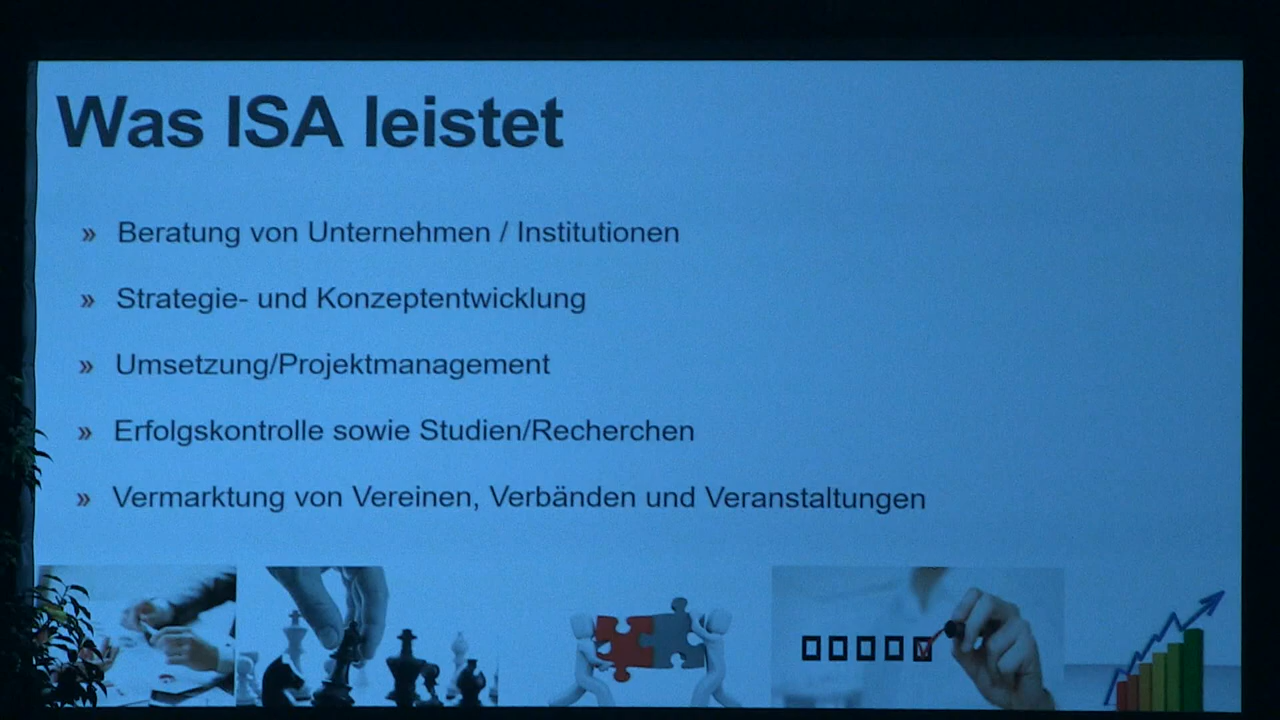 Was ISA leistet
» Beratung von Unternehmen / Institutionen
» Strategie- und Konzeptentwicklung
» Umsetzung/Projektmanagement
» Erfolgskontrolle sowie Studien/Recherchen
» Vermarktung von Vereinen, Verbänden und Veranstaltungen